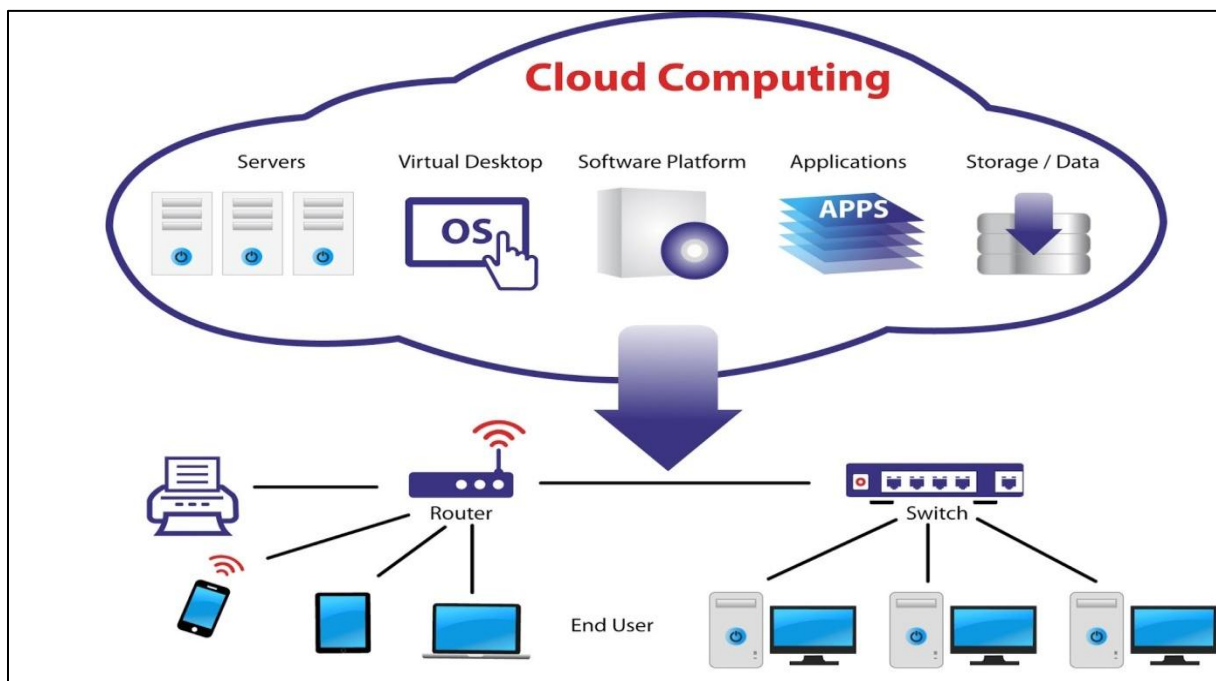 Cloud Computing
Servers
Virtual Desktop
Software Platform
Applications
Storage / Data
OS
APPS
Router
Switch
End User